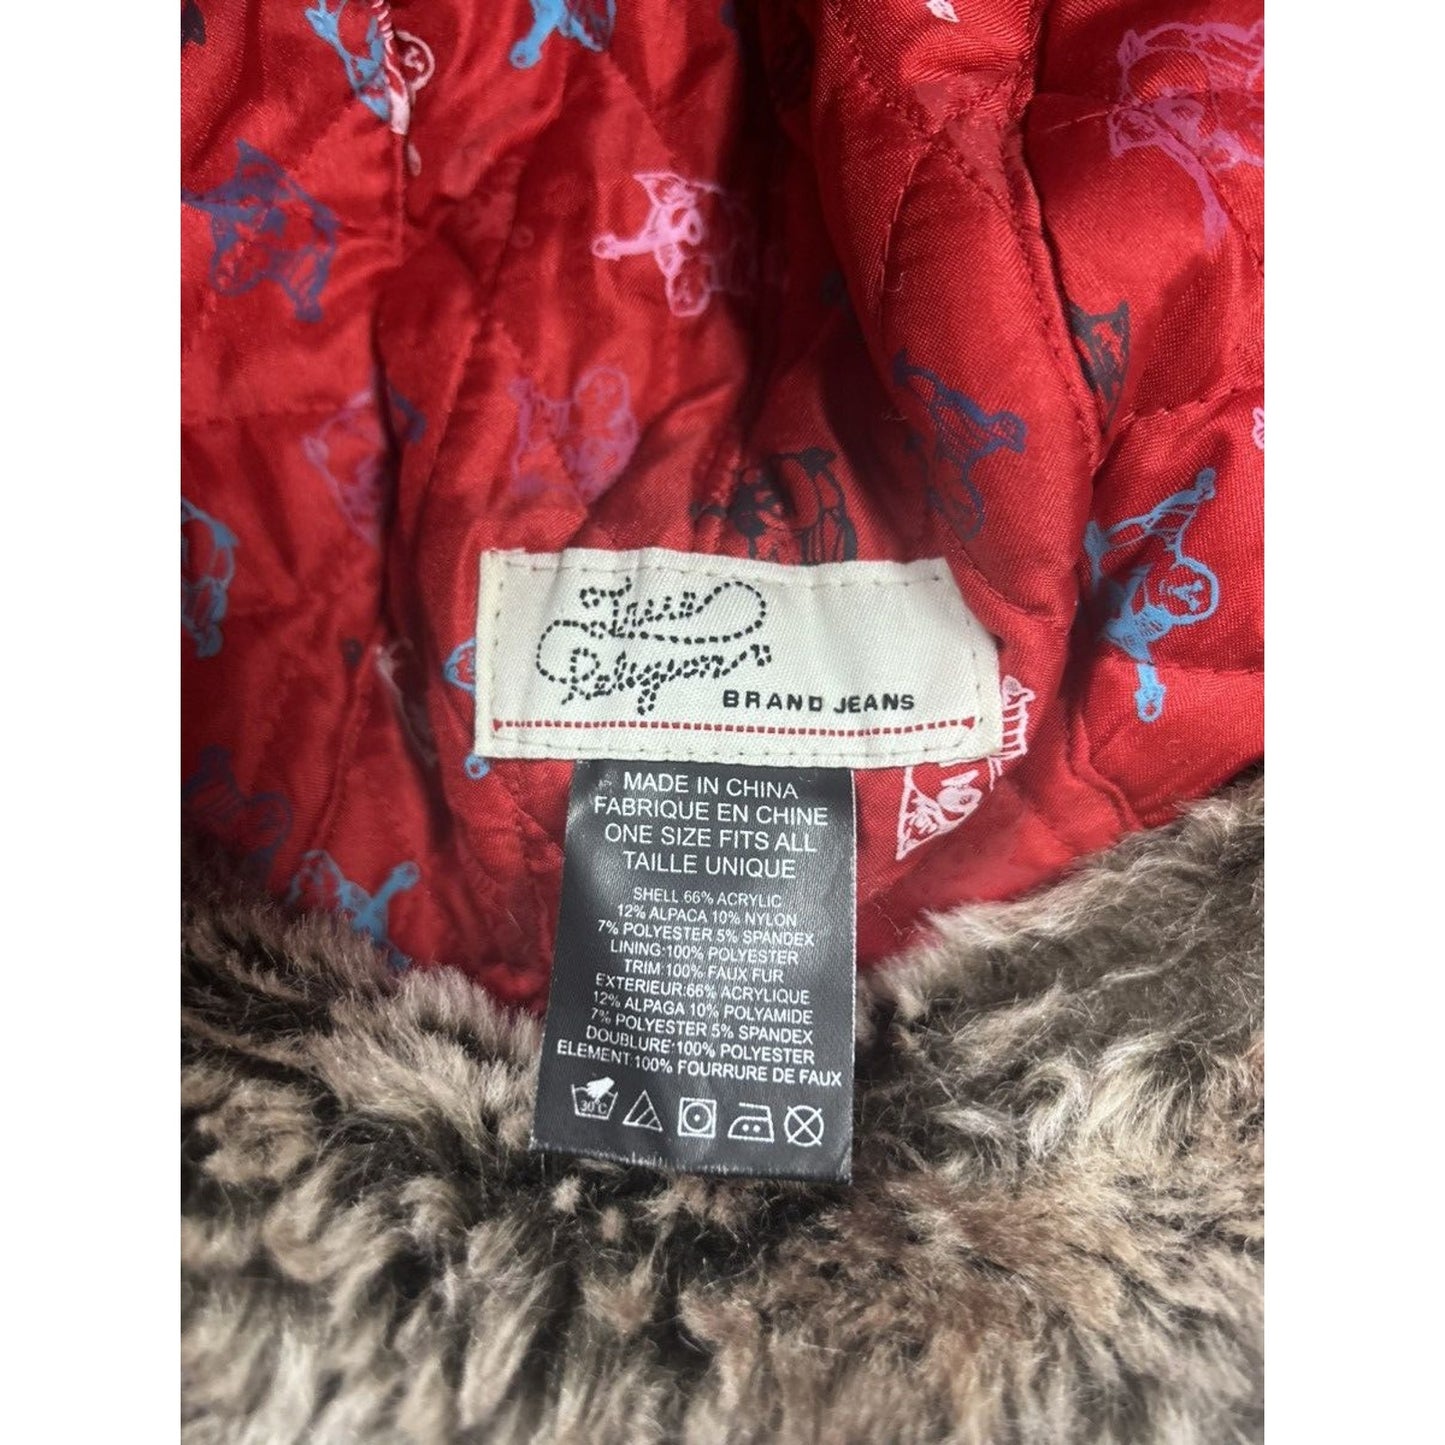 True
Religion
BRAND JEANS
MADE IN CHINA
FABRIQUE EN CHINE
ONE SIZE FITS ALL
TAILLE UNIQUE
SHELL 66% ACRYLIC
12% ALPACA 10% NYLON
7% POLYESTER 5% SPANDEX
LINING:100% POLYESTER
TRIM:100% FAUX FUR
EXTERIEUR:66% ACRYLIQUE
12% ALPAGA 10% POLYAMIDE
7% POLYESTER 5% SPANDEX
DOUBLURE:100% POLYESTER
ELEMENT:100% FOURRURE DE FAUX
30°C